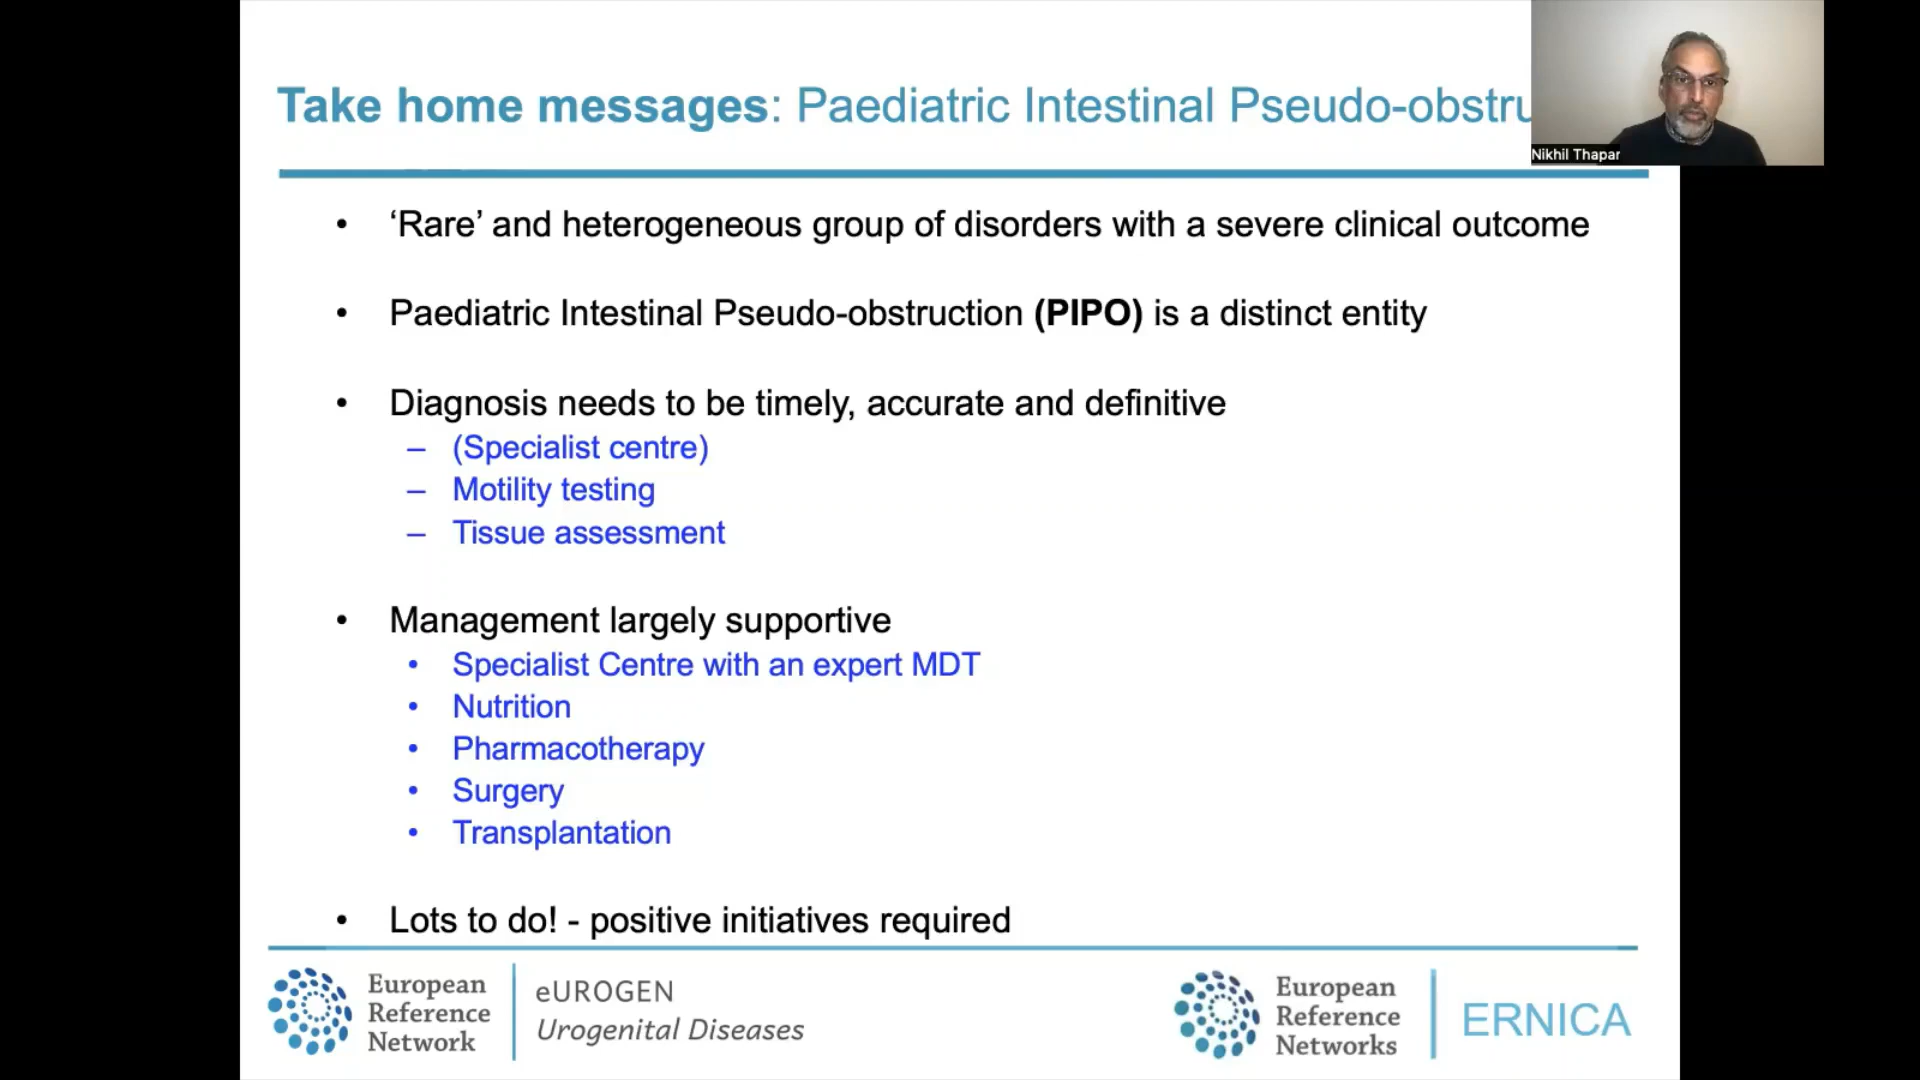 Take home messages: Paediatric Intestinal Pseudo-obstru
Nikhil Thapar
• ‘Rare’ and heterogeneous group of disorders with a severe clinical outcome
• Paediatric Intestinal Pseudo-obstruction (PIPO) is a distinct entity
• Diagnosis needs to be timely, accurate and definitive
– (Specialist centre)
– Motility testing
– Tissue assessment
• Management largely supportive
• Specialist Centre with an expert MDT
• Nutrition
• Pharmacotherapy
• Surgery
• Transplantation
• Lots to do! - positive initiatives required
European
Reference
Network
eUROGEN
Urogenital Diseases
European
Reference
Networks
ERNICA